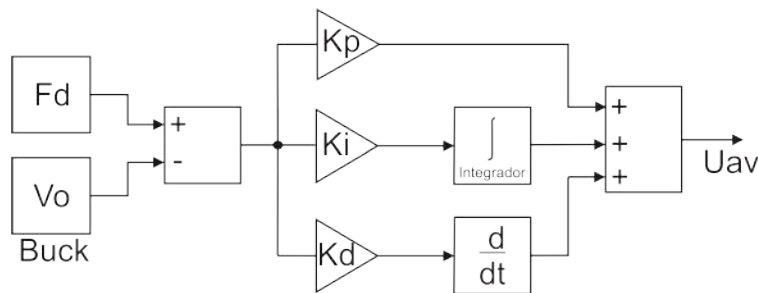 Kp
Fd
+
-
Ki
∫
Integrador
+
+
+
Uav
Vo
Buck
Kd
d
dt